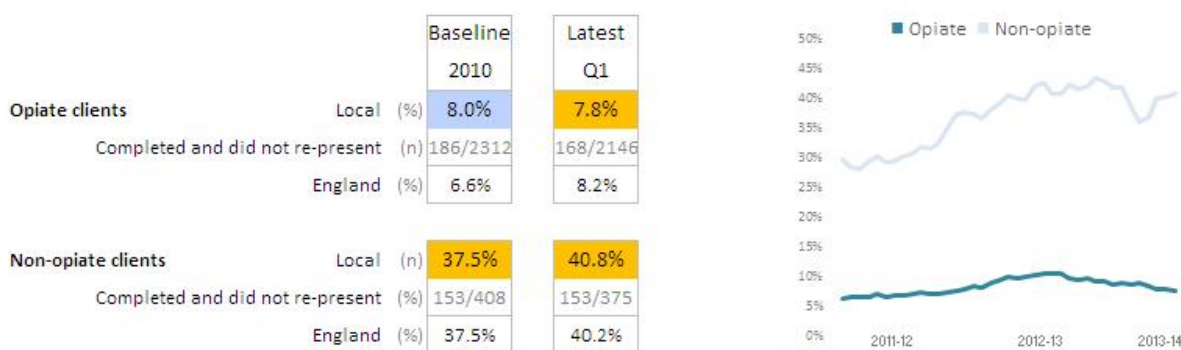 Baseline Latest
2010 Q1
Opiate clients Local (%) 8.0% 7.8%
Completed and did not re-present (n) 186/2312 168/2146
England (%) 6.6% 8.2%
Non-opiate clients Local (n) 37.5% 40.8%
Completed and did not re-present (%) 153/408 153/375
England (%) 37.5% 40.2%
Opiate Non-opiate
50%
45%
40%
35%
30%
25%
20%
15%
10%
5%
0%
2011-12 2012-13 2013-14